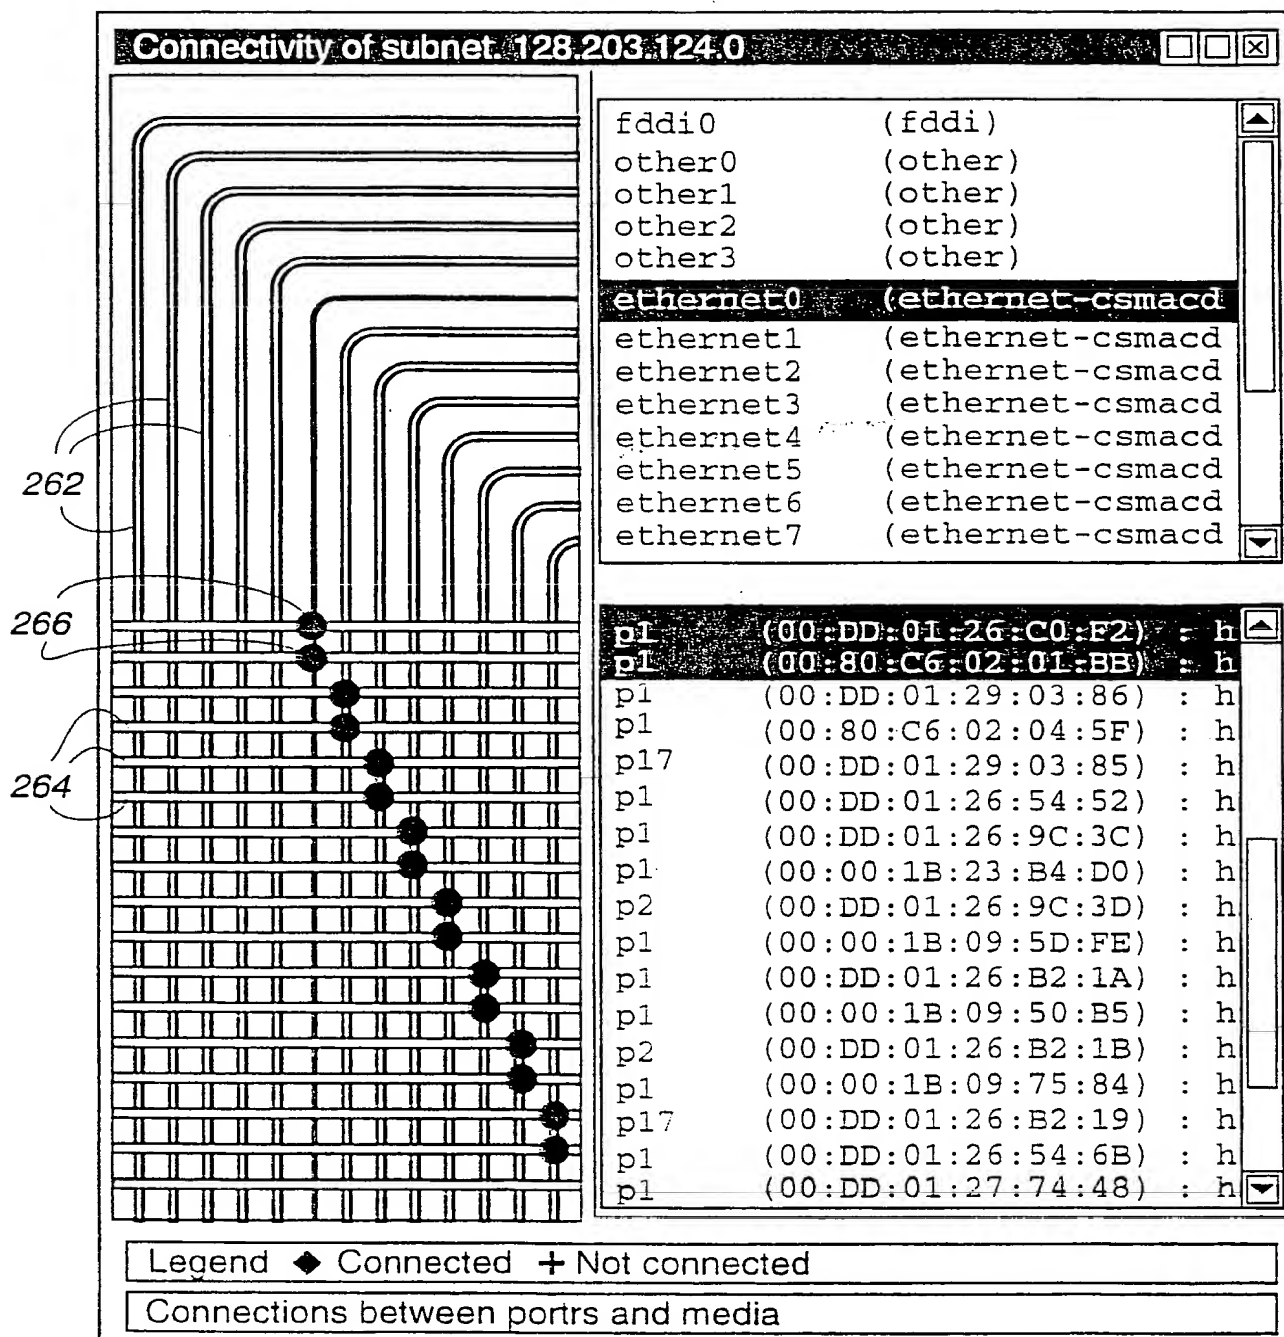 Connectivity of subnet. 128.203.124.0
fddi0 (fddi)
other0 (other)
other1 (other)
other2 (other)
other3 (other)
ethernet0 (ethernet-csmacd
ethernet1 (ethernet-csmacd
ethernet2 (ethernet-csmacd
ethernet3 (ethernet-csmacd
ethernet4 (ethernet-csmacd
ethernet5 (ethernet-csmacd
ethernet6 (ethernet-csmacd
ethernet7 (ethernet-csmacd
262
266
264
p1 (00:DD:01:26:C0:F2) : h
p1 (00:80:C6:02:01:BB) : h
p1 (00:DD:01:29:03:86) : h
p1 (00:80:C6:02:04:5F) : h
p17 (00:DD:01:29:03:85) : h
p1 (00:DD:01:26:54:52) : h
p1 (00:DD:01:26:9C:3C) : h
p1 (00:00:1B:23:B4:D0) : h
p2 (00:DD:01:26:9C:3D) : h
p1 (00:00:1B:09:5D:FE) : h
p1 (00:DD:01:26:B2:1A) : h
p1 (00:00:1B:09:50:B5) : h
p2 (00:DD:01:26:B2:1B) : h
p1 (00:00:1B:09:75:84) : h
p17 (00:DD:01:26:B2:19) : h
p1 (00:DD:01:26:54:6B) : h
p1 (00:DD:01:27:74:48) : h
Legend ◆ Connected + Not connected
Connections between portrs and media